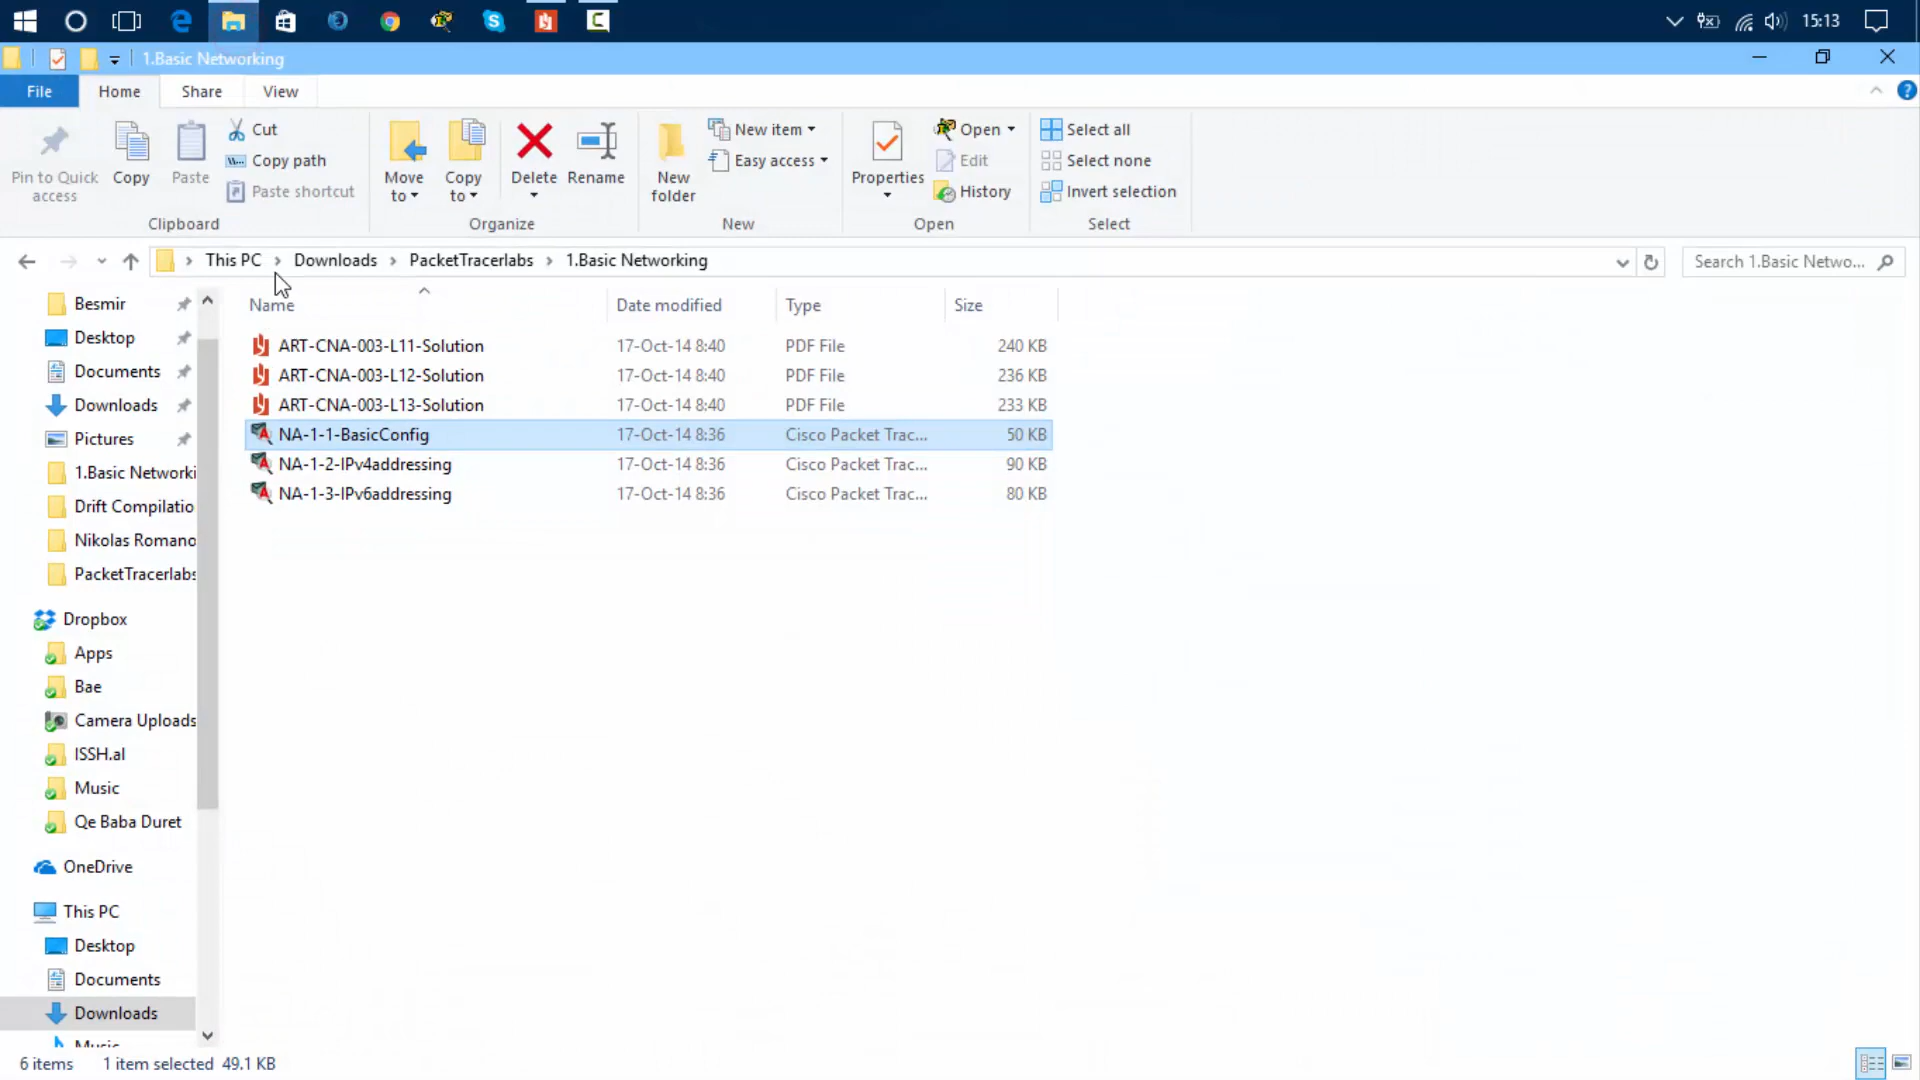 15:13
1.Basic Networking
File Home Share View
Pin to Quick access
Copy
Paste
Cut
Copy path
Paste shortcut
Clipboard
Move to
Copy to
Delete
Rename
Organize
New folder
New item
Easy access
New
Properties
Open
Edit
History
Open
Select all
Select none
Invert selection
Select
This PC Downloads PacketTracerlabs 1.Basic Networking
Search 1.Basic Netwo...
Name Date modified Type Size
ART-CNA-003-L11-Solution 17-Oct-14 8:40 PDF File 240 KB
ART-CNA-003-L12-Solution 17-Oct-14 8:40 PDF File 236 KB
ART-CNA-003-L13-Solution 17-Oct-14 8:40 PDF File 233 KB
NA-1-1-BasicConfig 17-Oct-14 8:36 Cisco Packet Trac... 50 KB
NA-1-2-IPv4addressing 17-Oct-14 8:36 Cisco Packet Trac... 90 KB
NA-1-3-IPv6addressing 17-Oct-14 8:36 Cisco Packet Trac... 80 KB
Besmir
Desktop
Documents
Downloads
Pictures
1.Basic Networki
Drift Compilatio
Nikolas Romano
PacketTracerlabs
Dropbox
Apps
Bae
Camera Uploads
ISSH.al
Music
Qe Baba Duret
OneDrive
This PC
Desktop
Documents
Downloads
Music
6 items 1 item selected 49.1 KB